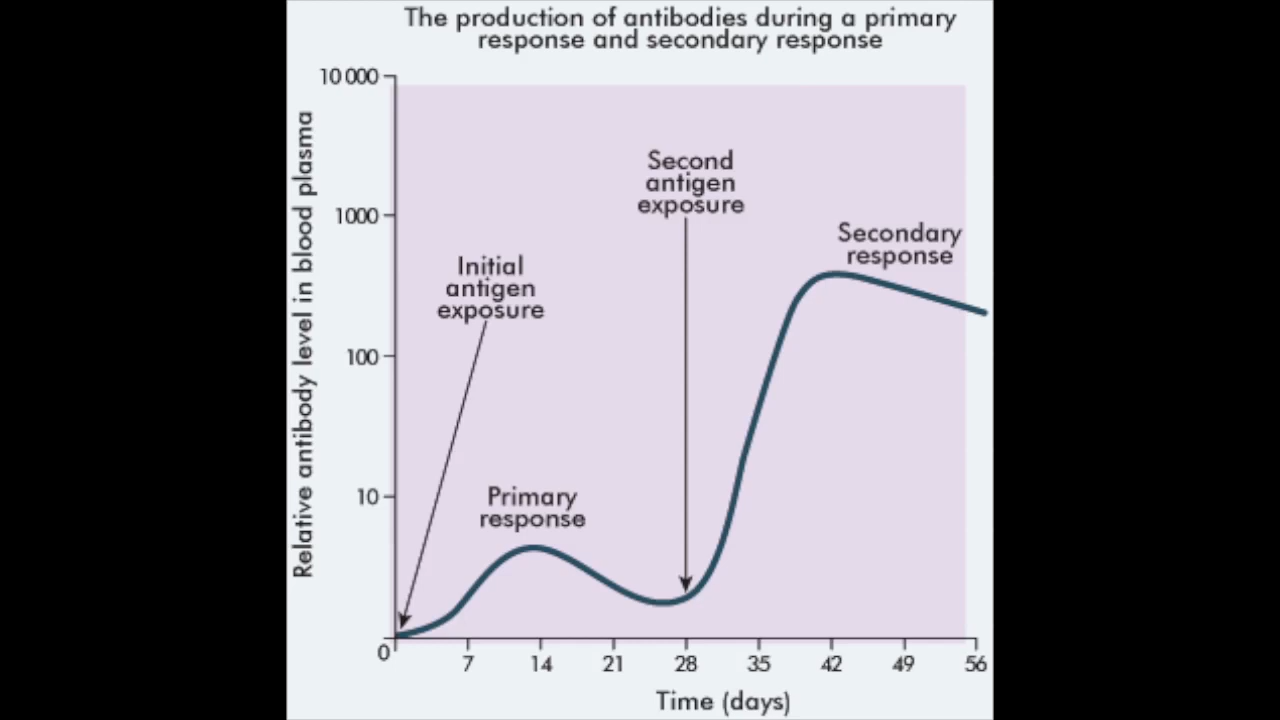 The production of antibodies during a primary
response and secondary response
10 000
1000
100
10
0
Relative antibody level in blood plasma
Initial
antigen
exposure
Second
antigen
exposure
Primary
response
Secondary
response
7 14 21 28 35 42 49 56
Time (days)